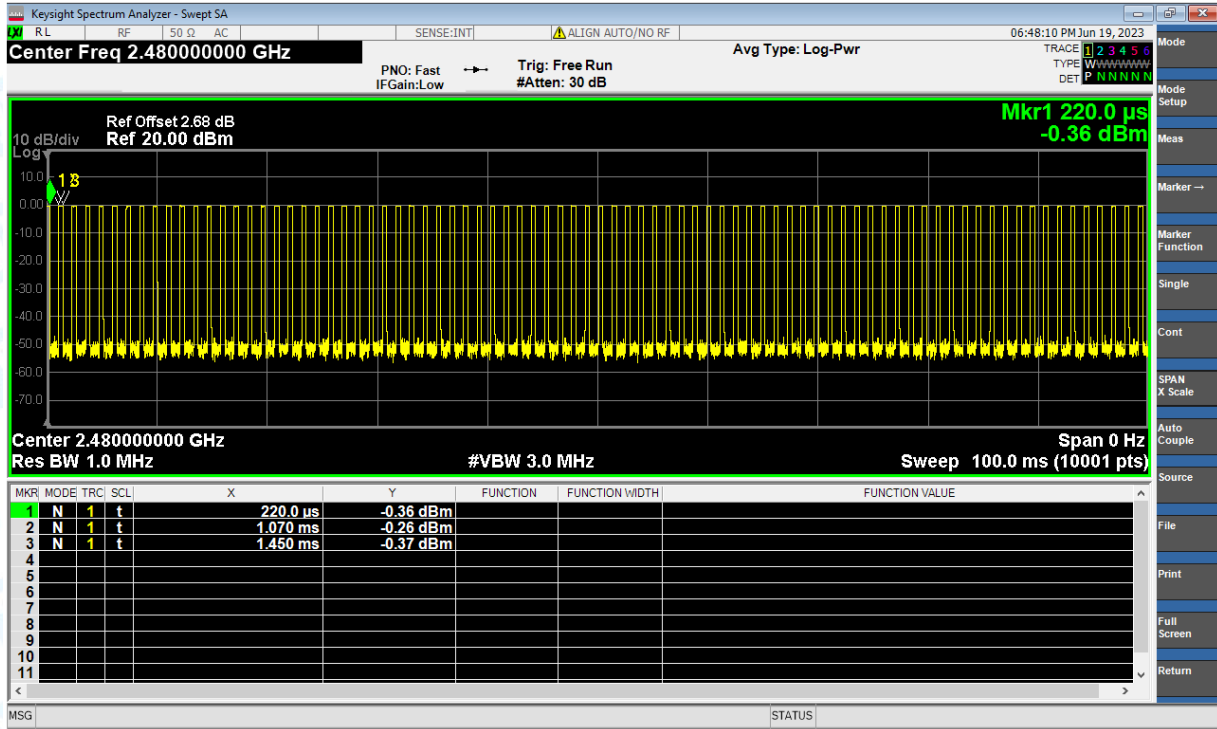 Keysight Spectrum Analyzer - Swept SA
LXI RL RF 50 Ω AC SENSE:INT ALIGN AUTO/NO RF 06:48:10 PM Jun 19, 2023
Center Freq 2.480000000 GHz
PNO: Fast
IFGain:Low
Trig: Free Run
#Atten: 30 dB
Avg Type: Log-Pwr
TRACE 1 2 3 4 5 6
TYPE WWWWWWW
DET P N N N N N
Ref Offset 2.68 dB
10 dB/div Ref 20.00 dBm
Log
Mkr1 220.0 µs
-0.36 dBm
10.0
0.00
-10.0
-20.0
-30.0
-40.0
-50.0
-60.0
-70.0
1 3
Center 2.480000000 GHz Span 0 Hz
Res BW 1.0 MHz #VBW 3.0 MHz Sweep 100.0 ms (10001 pts)
MKR MODE TRC SCL X Y FUNCTION FUNCTION WIDTH FUNCTION VALUE
1 N 1 t 220.0 µs -0.36 dBm
2 N 1 t 1.070 ms -0.26 dBm
3 N 1 t 1.450 ms -0.37 dBm
4
5
6
7
8
9
10
11
MSG STATUS
Mode
Mode
Setup
Meas
Marker →
Marker
Function
Single
Cont
SPAN
X Scale
Auto
Couple
Source
File
Print
Full
Screen
Return